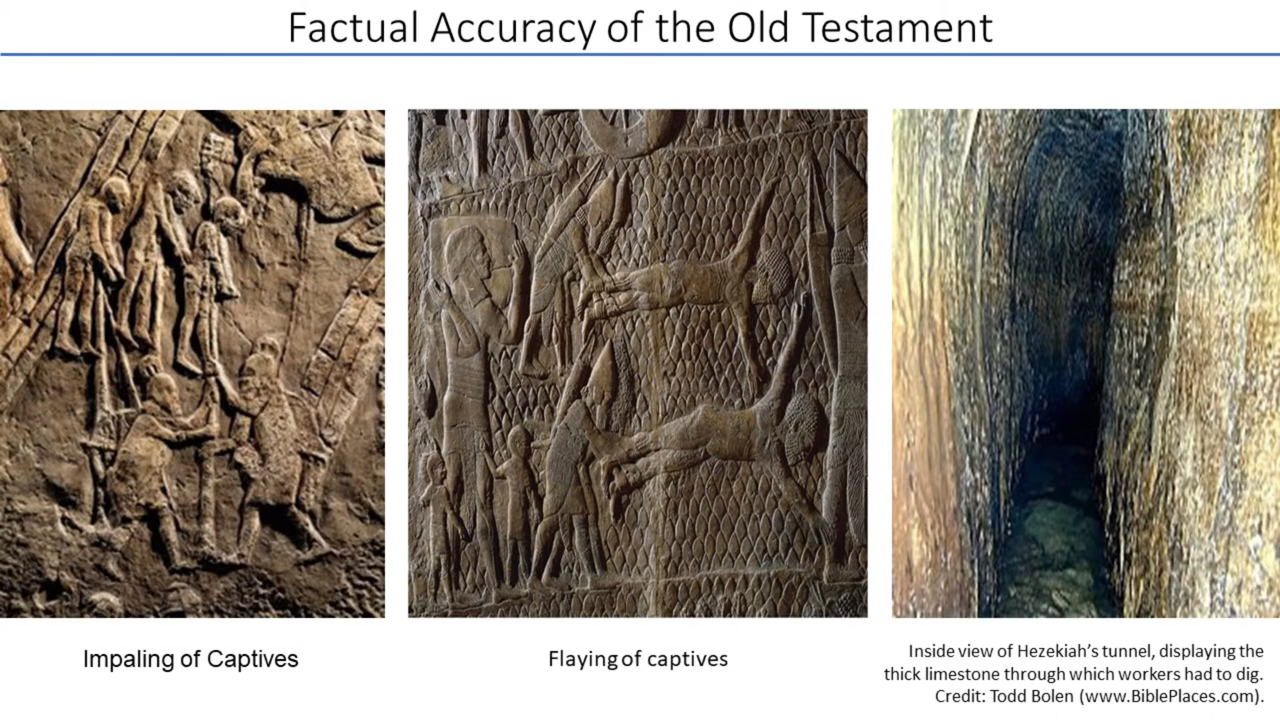 Factual Accuracy of the Old Testament
Impaling of Captives
Flaying of captives
Inside view of Hezekiah’s tunnel, displaying the
thick limestone through which workers had to dig.
Credit: Todd Bolen (www.BiblePlaces.com).